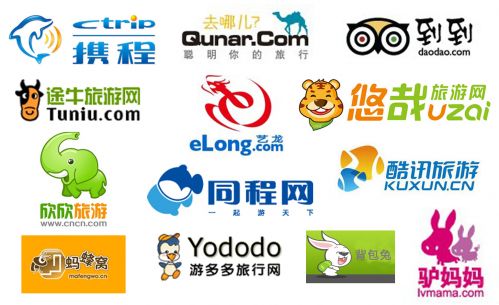 ctrip
携程
去哪儿?
Qunar.Com
聪明你的旅行
到到
daodao.com
途牛旅游网
Tuniu.com
eLong.com 艺龙
悠哉旅游网
uzai
欣欣旅游
www.cncn.com
同程网
一起游天下
酷讯旅游
KUXUN.CN
蚂蜂窝
mafengwo.cn
Yododo
游多多旅行网
背包兔
驴妈妈
lvmama.com